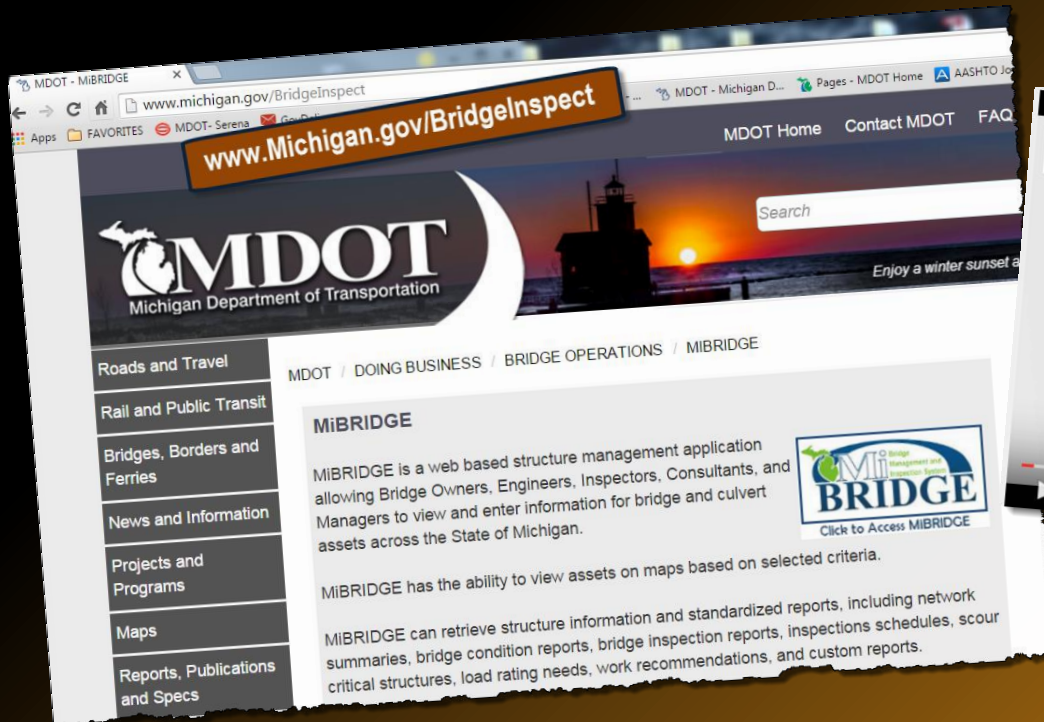 MDOT - MiBRIDGE
www.michigan.gov/BridgeInspect
Apps FAVORITES MDOT- Serena
... MDOT - Michigan D... Pages - MDOT Home AASHTO Jo
www.Michigan.gov/BridgeInspect
MDOT Home Contact MDOT FAQ
Search
MDOT
Michigan Department of Transportation
Enjoy a winter sunset a
Roads and Travel
Rail and Public Transit
Bridges, Borders and
Ferries
News and Information
Projects and
Programs
Maps
Reports, Publications
and Specs
MDOT / DOING BUSINESS / BRIDGE OPERATIONS / MIBRIDGE
MiBRIDGE
MiBRIDGE is a web based structure management application
allowing Bridge Owners, Engineers, Inspectors, Consultants, and
Managers to view and enter information for bridge and culvert
assets across the State of Michigan.
Mi Bridge
Management and
Inspection System
BRIDGE
Click to Access MiBRIDGE
MiBRIDGE has the ability to view assets on maps based on selected criteria.
MiBRIDGE can retrieve structure information and standardized reports, including network
summaries, bridge condition reports, bridge inspection reports, inspections schedules, scour
critical structures, load rating needs, work recommendations, and custom reports.